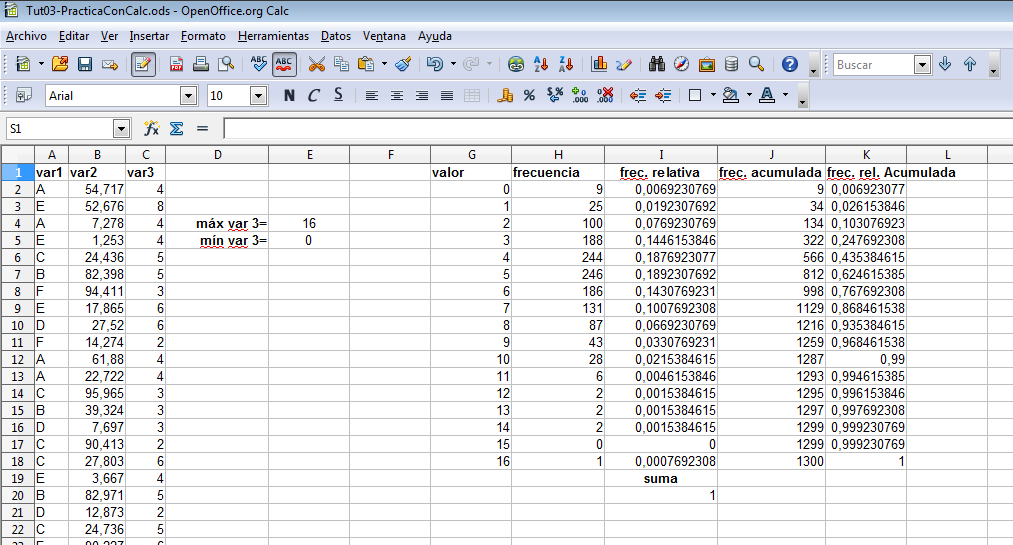 Tut03-PracticaConCalc.ods - OpenOffice.org Calc
Archivo Editar Ver Insertar Formato Herramientas Datos Ventana Ayuda
ABC ABC Buscar
Arial 10 N C S % .000 .000
S1 fx Σ =
A B C D E F G H I J K L
1 var1 var2 var3 valor frecuencia frec. relativa frec. acumulada frec. rel. Acumulada
2 A 54,717 4 0 9 0,0069230769 9 0,006923077
3 E 52,676 8 1 25 0,0192307692 34 0,026153846
4 A 7,278 4 máx var 3= 16 2 100 0,0769230769 134 0,103076923
5 E 1,253 4 mín var 3= 0 3 188 0,1446153846 322 0,247692308
6 C 24,436 5 4 244 0,1876923077 566 0,435384615
7 B 82,398 5 5 246 0,1892307692 812 0,624615385
8 F 94,411 3 6 186 0,1430769231 998 0,767692308
9 E 17,865 6 7 131 0,1007692308 1129 0,868461538
10 D 27,52 6 8 87 0,0669230769 1216 0,935384615
11 F 14,274 2 9 43 0,0330769231 1259 0,968461538
12 A 61,88 4 10 28 0,0215384615 1287 0,99
13 A 22,722 4 11 6 0,0046153846 1293 0,994615385
14 C 95,965 3 12 2 0,0015384615 1295 0,996153846
15 B 39,324 3 13 2 0,0015384615 1297 0,997692308
16 D 7,697 3 14 2 0,0015384615 1299 0,999230769
17 C 90,413 2 15 0 0 1299 0,999230769
18 C 27,803 6 16 1 0,0007692308 1300 1
19 E 3,667 4 suma
20 B 82,971 5 1
21 D 12,873 2
22 C 24,736 5